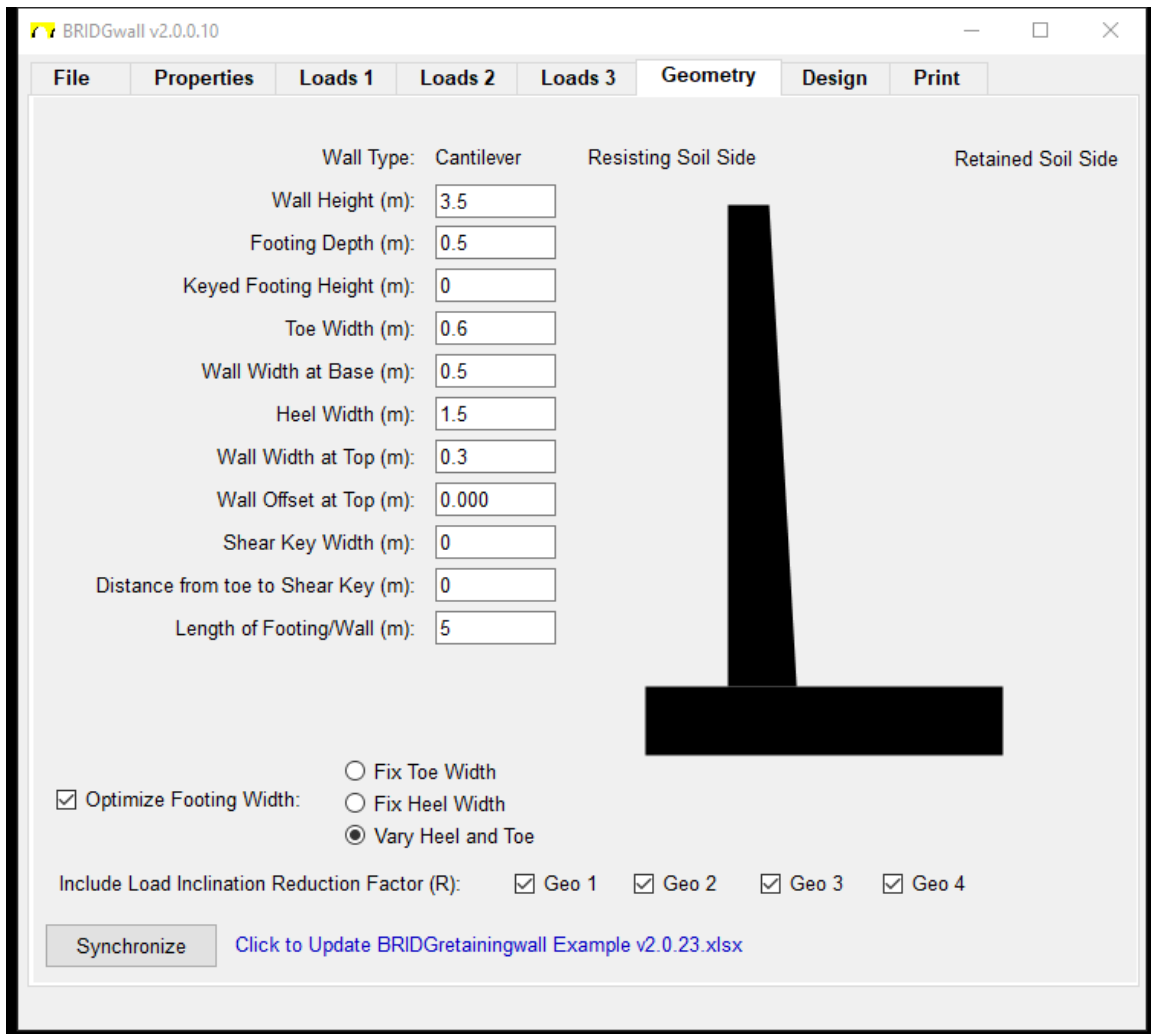 BRIDGwall v2.0.0.10
File Properties Loads 1 Loads 2 Loads 3 Geometry Design Print
Wall Type: Cantilever Resisting Soil Side Retained Soil Side
Wall Height (m): 3.5
Footing Depth (m): 0.5
Keyed Footing Height (m): 0
Toe Width (m): 0.6
Wall Width at Base (m): 0.5
Heel Width (m): 1.5
Wall Width at Top (m): 0.3
Wall Offset at Top (m): 0.000
Shear Key Width (m): 0
Distance from toe to Shear Key (m): 0
Length of Footing/Wall (m): 5
Fix Toe Width
Optimize Footing Width: Fix Heel Width
Vary Heel and Toe
Include Load Inclination Reduction Factor (R): Geo 1 Geo 2 Geo 3 Geo 4
Synchronize Click to Update BRIDGretainingwall Example v2.0.23.xlsx